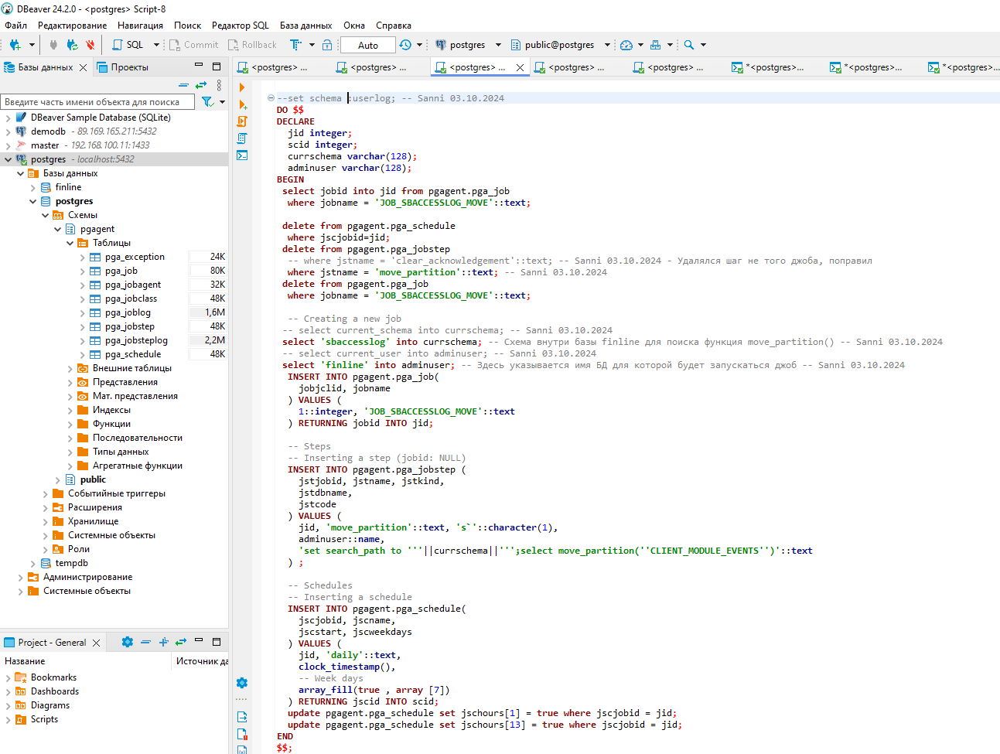 DBeaver 24.2.0 - <postgres> Script-8
Файл Редактирование Навигация Поиск Редактор SQL База данных Окна Справка
SQL Commit Rollback Auto postgres public@postgres
Базы данных Проекты
<postgres> ... <postgres> ... <postgres> ... <postgres> ... <postgres> ... *<postgres>... *<postgres>... *<postgres>...
Введите часть имени объекта для поиска
DBeaver Sample Database (SQLite)
demodb - 89.169.165.211:5432
master - 192.168.100.11:1433
postgres - localhost:5432
Базы данных
finline
postgres
Схемы
pgagent
Таблицы
pga_exception 24K
pga_job 80K
pga_jobagent 32K
pga_jobclass 48K
pga_joblog 1,6M
pga_jobstep 48K
pga_jobsteplog 2,2M
pga_schedule 48K
Внешние таблицы
Представления
Мат. представления
Индексы
Функции
Последовательности
Типы данных
Агрегатные функции
public
Событийные триггеры
Расширения
Хранилище
Системные объекты
Роли
tempdb
Администрирование
Системные объекты
Project - General
Название Источник да
Bookmarks
Dashboards
Diagrams
Scripts
--set schema :userlog; -- Sanni 03.10.2024
DO $$
DECLARE
jid integer;
scid integer;
currschema varchar(128);
adminuser varchar(128);
BEGIN
select jobid into jid from pgagent.pga_job
where jobname = 'JOB_SBACCESSLOG_MOVE'::text;
delete from pgagent.pga_schedule
where jscjobid=jid;
delete from pgagent.pga_jobstep
-- where jstname = 'clear_acknowledgement'::text; -- Sanni 03.10.2024 - Удалялся шаг не того джоба, поправил
where jstname = 'move_partition'::text; -- Sanni 03.10.2024
delete from pgagent.pga_job
where jobname = 'JOB_SBACCESSLOG_MOVE'::text;
-- Creating a new job
-- select current_schema into currschema; -- Sanni 03.10.2024
select 'sbaccesslog' into currschema; -- Схема внутри базы finline для поиска функция move_partition() -- Sanni 03.10.2024
-- select current_user into adminuser; -- Sanni 03.10.2024
select 'finline' into adminuser; -- Здесь указывается имя БД для которой будет запускаться джоб -- Sanni 03.10.2024
INSERT INTO pgagent.pga_job(
jobjclid, jobname
) VALUES (
1::integer, 'JOB_SBACCESSLOG_MOVE'::text
) RETURNING jobid INTO jid;
-- Steps
-- Inserting a step (jobid: NULL)
INSERT INTO pgagent.pga_jobstep (
jstjobid, jstname, jstkind,
jstdbname,
jstcode
) VALUES (
jid, 'move_partition'::text, 's`'::character(1),
adminuser::name,
'set search_path to '''||currschema||''';select move_partition(''CLIENT_MODULE_EVENTS'')'::text
) ;
-- Schedules
-- Inserting a schedule
INSERT INTO pgagent.pga_schedule(
jscjobid, jscname,
jscstart, jscweekdays
) VALUES (
jid, 'daily'::text,
clock_timestamp(),
-- Week days
array_fill(true , array [7])
) RETURNING jscid INTO scid;
update pgagent.pga_schedule set jschours[1] = true where jscjobid = jid;
update pgagent.pga_schedule set jschours[13] = true where jscjobid = jid;
END
$$;